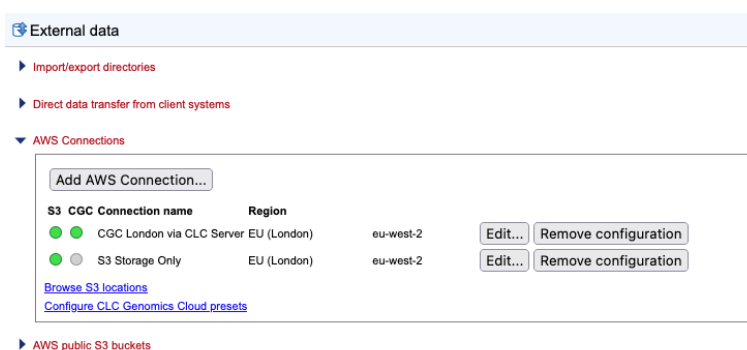 External data
Import/export directories
Direct data transfer from client systems
AWS Connections
Add AWS Connection...
S3 CGC Connection name Region
CGC London via CLC Server EU (London) eu-west-2 Edit... Remove configuration
S3 Storage Only EU (London) eu-west-2 Edit... Remove configuration
Browse S3 locations
Configure CLC Genomics Cloud presets
AWS public S3 buckets